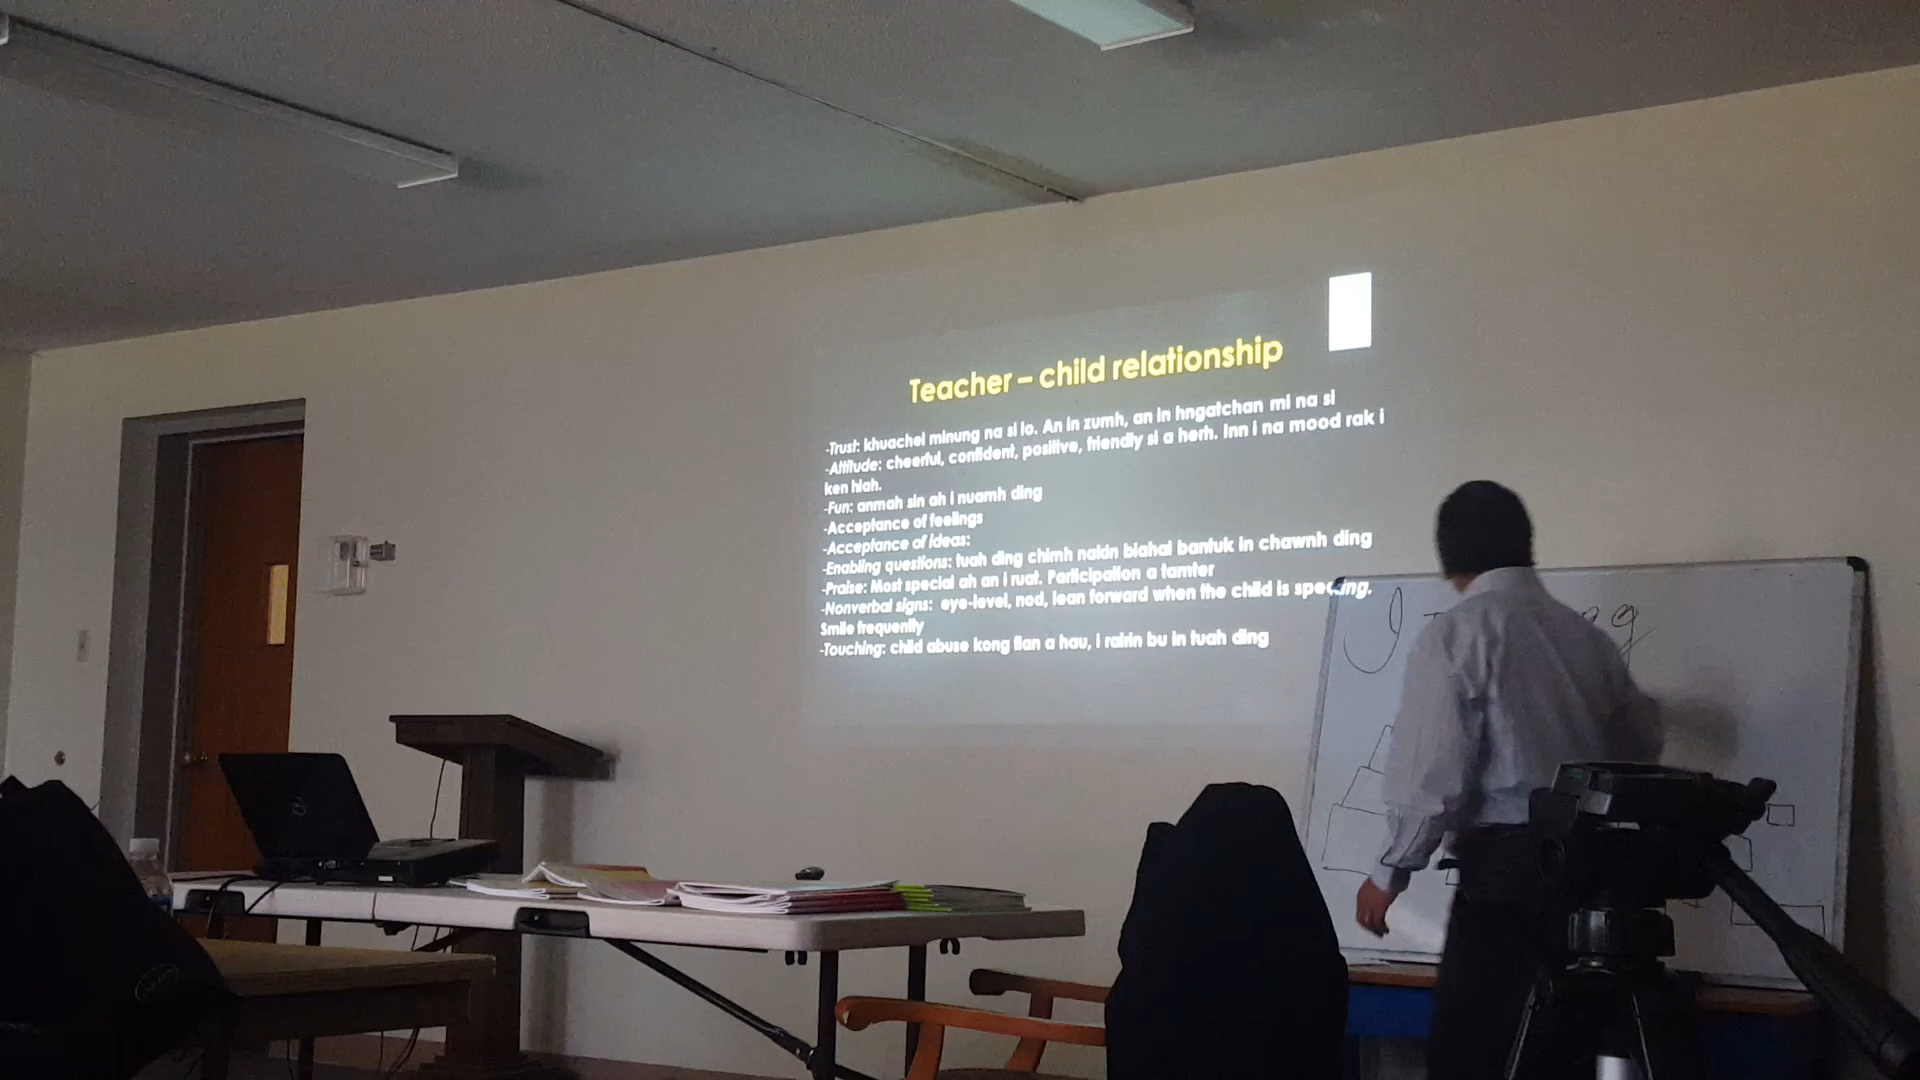 Teacher – child relationship
-Trust: khuachel minung na si lo. An in zumh, an in hngatchan mi na si
-Attitude: cheerful, confident, positive, friendly si a herh. Inn i na mood rak i
ken hlah.
-Fun: anmah sin ah i nuamh ding
-Acceptance of feelings
-Acceptance of ideas:
-Enabling questions: tuah ding chimh nakin biahal bantuk in chawnh ding
-Praise: Most special ah an i ruat. Participation a tamter
-Nonverbal signs: eye-level, nod, lean forward when the child is speaking.
Smile frequently
-Touching: child abuse kong tian a hau, i ralrin bu in tuah ding